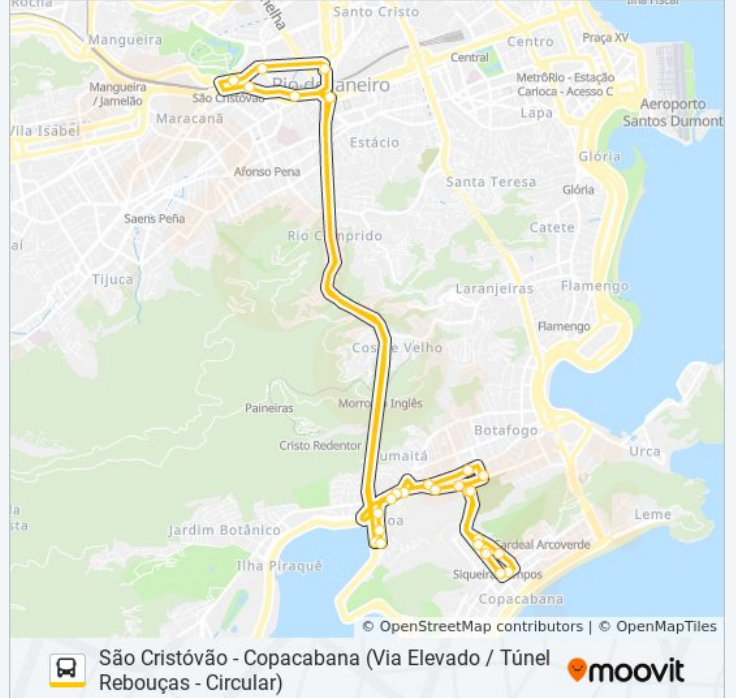 Rocha
Santo Cristo
Ilha Fiscal
Mangueira
Praça XV
Centro
Central
MetrôRio - Estação
Carioca - Acesso C
Mangueira
/ Jamelão
Rio de Janeiro
São Cristóvão
Aeroporto
Santos Dumont
Lapa
Maracanã
Vila Isabel
Estácio
Glória
Afonso Pena
Santa Teresa
Glória
Saens Peña
Catete
Rio Comprido
Tijuca
Laranjeiras
Flamengo
Flamengo
Cosme Velho
Paineiras
Morro do Inglês
Botafogo
Cristo Redentor
Humaitá
Urca
Leme
Jardim Botânico
Lagoa
Cardeal Arcoverde
Ilha Piraquê
Siqueira Campos
Copacabana
© OpenStreetMap contributors | © OpenMapTiles
São Cristóvão - Copacabana (Via Elevado / Túnel
Rebouças - Circular)
moovit